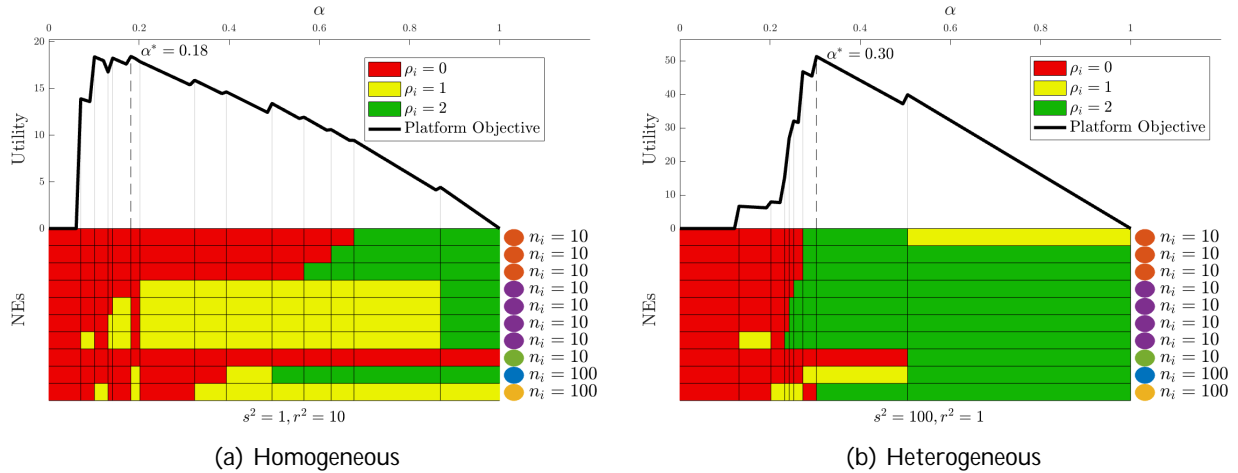 α
0 0.2 0.4 0.6 0.8 1
20
15
10
5
0
Utility
α* = 0.18
ρᵢ = 0
ρᵢ = 1
ρᵢ = 2
Platform Objective
NEs
nᵢ = 10
nᵢ = 10
nᵢ = 10
nᵢ = 10
nᵢ = 10
nᵢ = 10
nᵢ = 10
nᵢ = 10
nᵢ = 100
nᵢ = 100
s² = 1, r² = 10
(a) Homogeneous
α
0 0.2 0.4 0.6 0.8 1
50
40
30
20
10
0
Utility
α* = 0.30
ρᵢ = 0
ρᵢ = 1
ρᵢ = 2
Platform Objective
NEs
nᵢ = 10
nᵢ = 10
nᵢ = 10
nᵢ = 10
nᵢ = 10
nᵢ = 10
nᵢ = 10
nᵢ = 10
nᵢ = 100
nᵢ = 100
s² = 100, r² = 1
(b) Heterogeneous